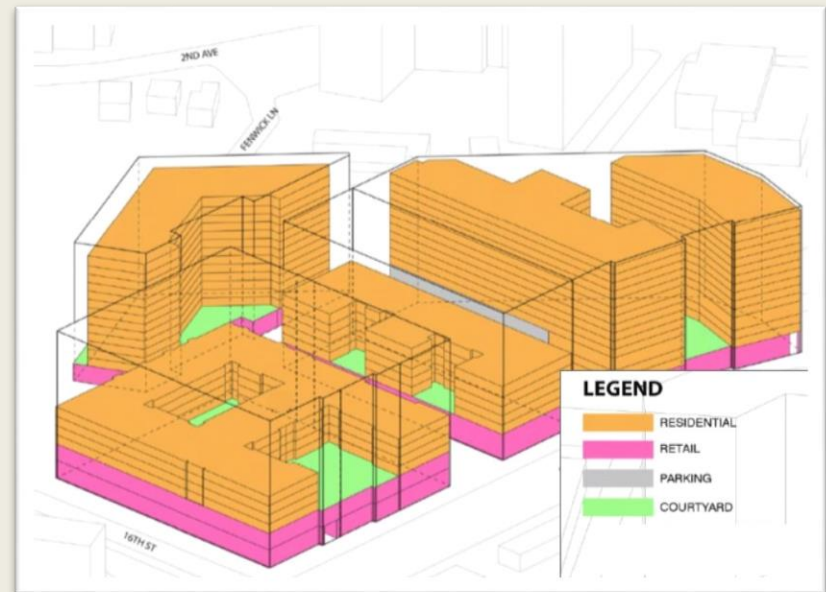 2ND AVE
FENWICK LN
16TH ST
LEGEND
RESIDENTIAL
RETAIL
PARKING
COURTYARD